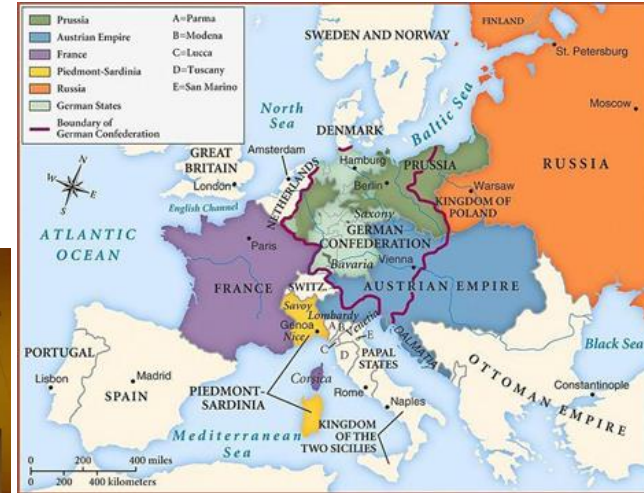 Prussia
Austrian Empire
France
Piedmont-Sardinia
Russia
German States
Boundary of
German Confederation
A=Parma
B=Modena
C=Lucca
D=Tuscany
E=San Marino
FINLAND
SWEDEN AND NORWAY
St. Petersburg
Moscow
North
Sea
Baltic Sea
DENMARK
GREAT
BRITAIN
Amsterdam
Hamburg
PRUSSIA
RUSSIA
London
NETHERLANDS
Berlin
Warsaw
KINGDOM OF
POLAND
N
E
S
W
English Channel
Saxony
ATLANTIC
OCEAN
Paris
GERMAN
CONFEDERATION
Bavaria
Vienna
FRANCE
SWITZ.
AUSTRIAN EMPIRE
Savoy
Lombardy
Venetia
Genoa
Nice
A
B
C
D
E
DALMATIA
Black Sea
PORTUGAL
PAPAL
STATES
OTTOMAN EMPIRE
Lisbon
Madrid
SPAIN
Corsica
Rome
Constantinople
PIEDMONT-
SARDINIA
Naples
Mediterranean
Sea
KINGDOM
OF THE
TWO SICILIES
0 200 400 miles
0 200 400 kilometers